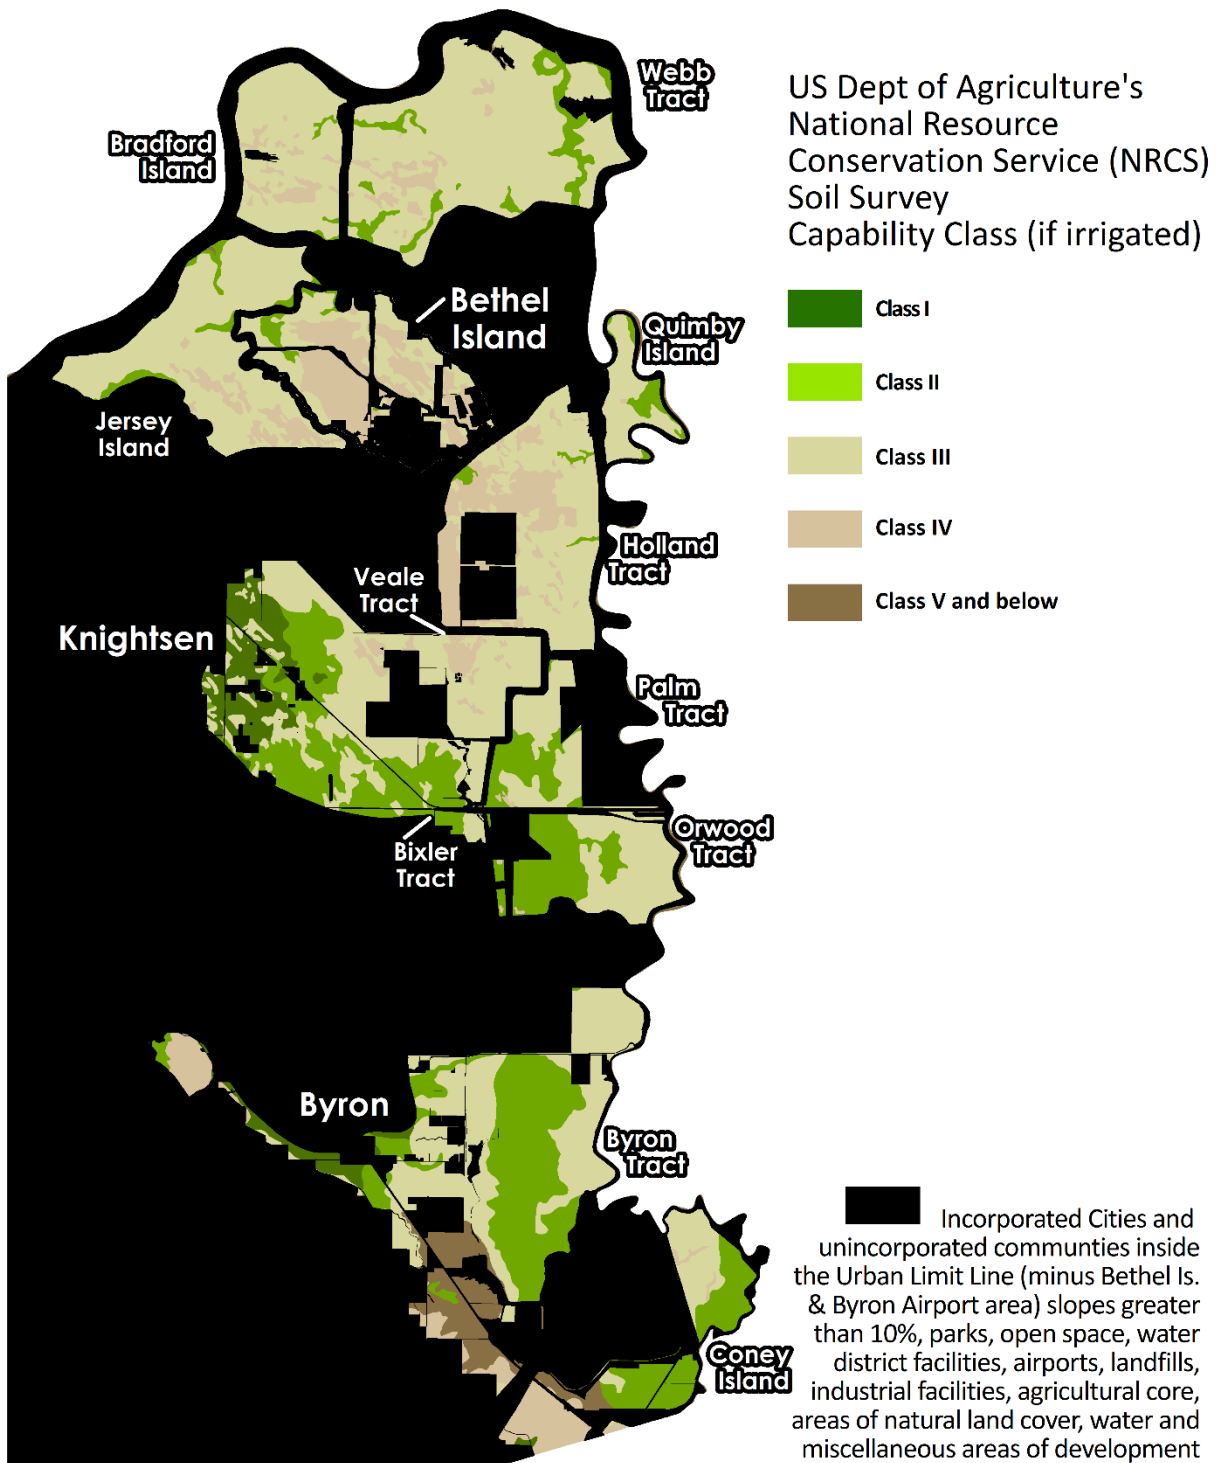 US Dept of Agriculture's
National Resource
Conservation Service (NRCS)
Soil Survey
Capability Class (if irrigated)
Class I
Class II
Class III
Class IV
Class V and below
Webb
Tract
Bradford
Island
Bethel
Island
Quimby
Island
Jersey
Island
Holland
Tract
Veale
Tract
Knightsen
Palm
Tract
Orwood
Tract
Bixler
Tract
Byron
Byron
Tract
Coney
Island
Incorporated Cities and
unincorporated communties inside
the Urban Limit Line (minus Bethel Is.
& Byron Airport area) slopes greater
than 10%, parks, open space, water
district facilities, airports, landfills,
industrial facilities, agricultural core,
areas of natural land cover, water and
miscellaneous areas of development